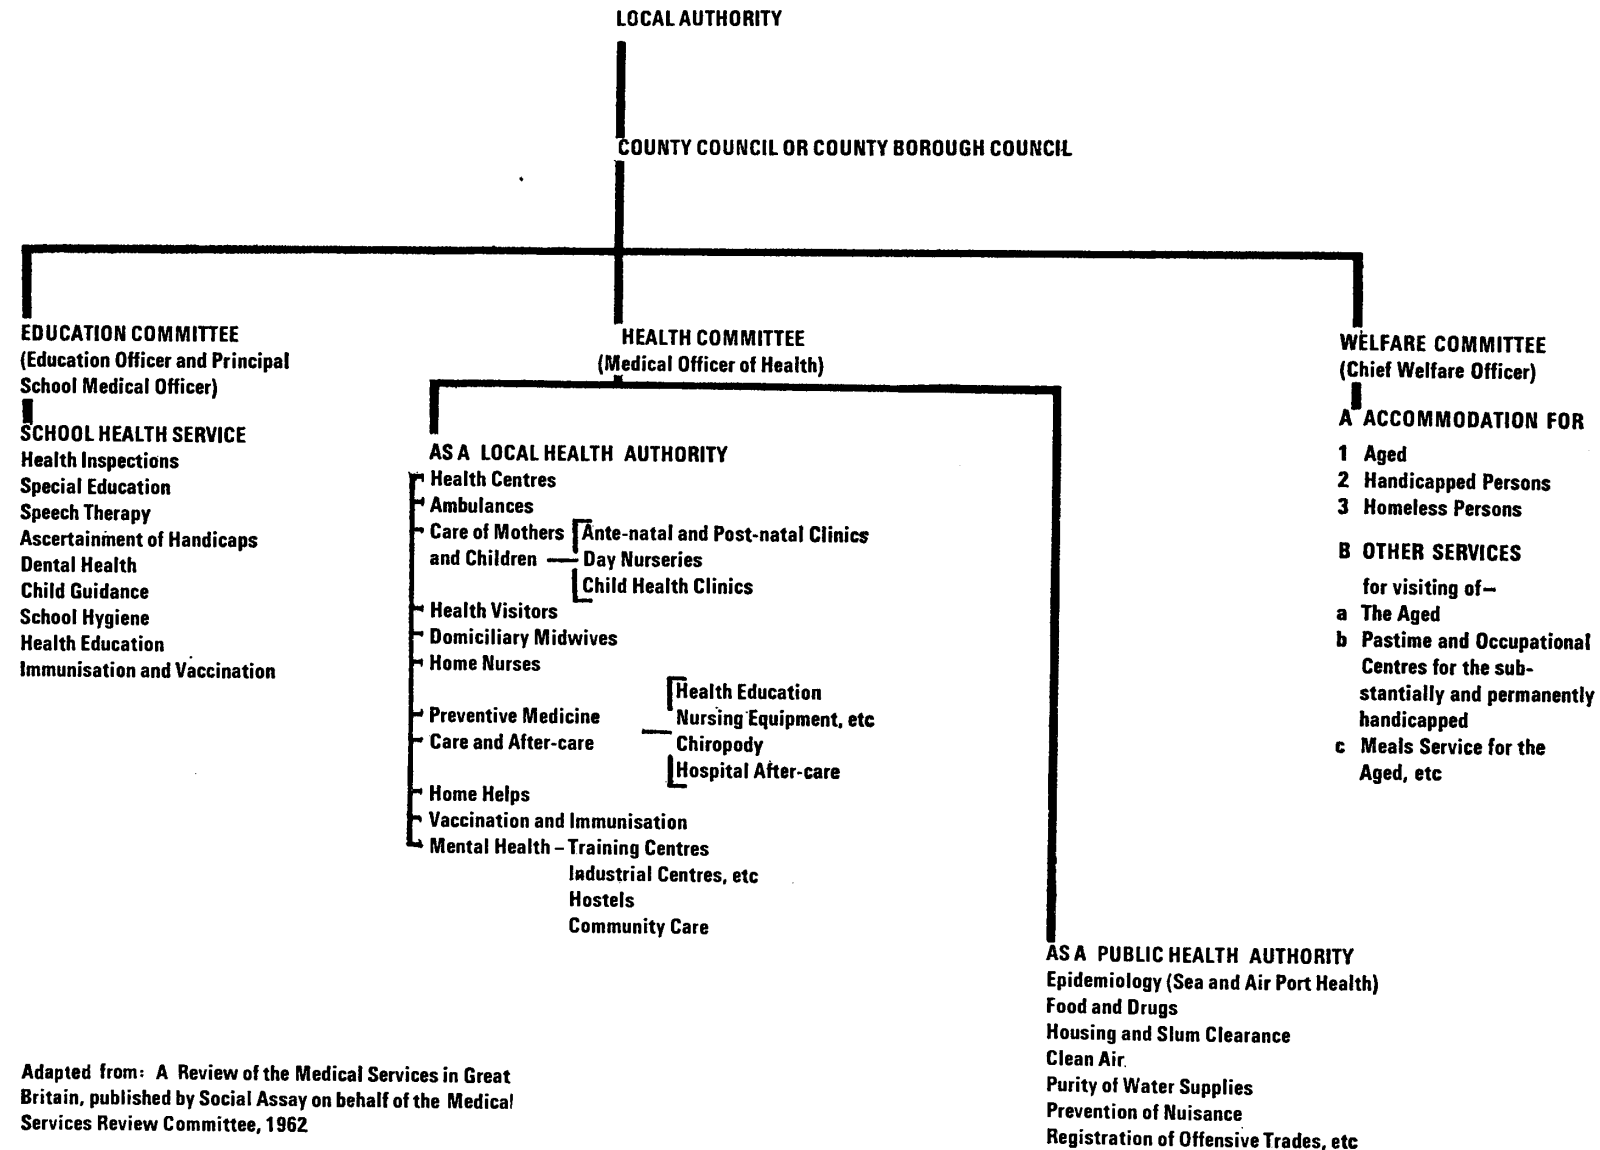 LOCAL AUTHORITY
COUNTY COUNCIL OR COUNTY BOROUGH COUNCIL
EDUCATION COMMITTEE
(Education Officer and Principal
School Medical Officer)
SCHOOL HEALTH SERVICE
Health Inspections
Special Education
Speech Therapy
Ascertainment of Handicaps
Dental Health
Child Guidance
School Hygiene
Health Education
Immunisation and Vaccination
HEALTH COMMITTEE
(Medical Officer of Health)
AS A LOCAL HEALTH AUTHORITY
Health Centres
Ambulances
Care of Mothers
and Children
Ante-natal and Post-natal Clinics
Day Nurseries
Child Health Clinics
Health Visitors
Domiciliary Midwives
Home Nurses
Preventive Medicine
Care and After-care
Health Education
Nursing Equipment, etc
Chiropody
Hospital After-care
Home Helps
Vaccination and Immunisation
Mental Health – Training Centres
Industrial Centres, etc
Hostels
Community Care
AS A PUBLIC HEALTH AUTHORITY
Epidemiology (Sea and Air Port Health)
Food and Drugs
Housing and Slum Clearance
Clean Air
Purity of Water Supplies
Prevention of Nuisance
Registration of Offensive Trades, etc
WELFARE COMMITTEE
(Chief Welfare Officer)
A ACCOMMODATION FOR
1 Aged
2 Handicapped Persons
3 Homeless Persons
B OTHER SERVICES
for visiting of–
a The Aged
b Pastime and Occupational
Centres for the sub-
stantially and permanently
handicapped
c Meals Service for the
Aged, etc
Adapted from: A Review of the Medical Services in Great
Britain, published by Social Assay on behalf of the Medical
Services Review Committee, 1962